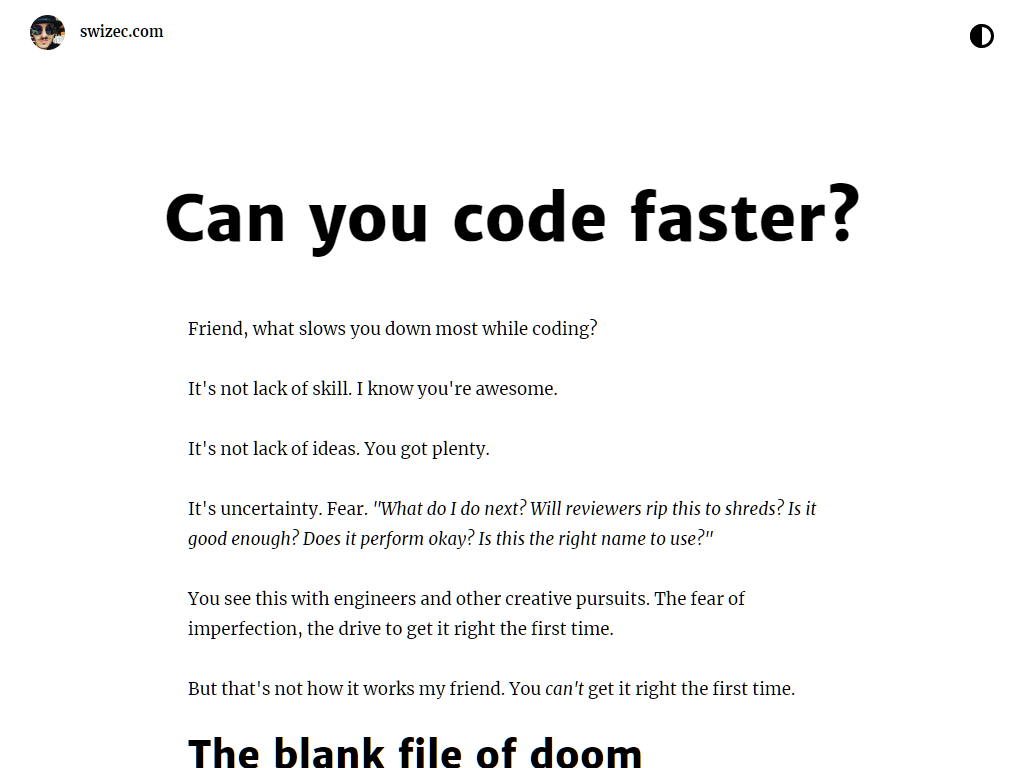 swizec.com
Can you code faster?
Friend, what slows you down most while coding?
It's not lack of skill. I know you're awesome.
It's not lack of ideas. You got plenty.
It's uncertainty. Fear. "What do I do next? Will reviewers rip this to shreds? Is it
good enough? Does it perform okay? Is this the right name to use?"
You see this with engineers and other creative pursuits. The fear of
imperfection, the drive to get it right the first time.
But that's not how it works my friend. You can't get it right the first time.
The blank file of doom